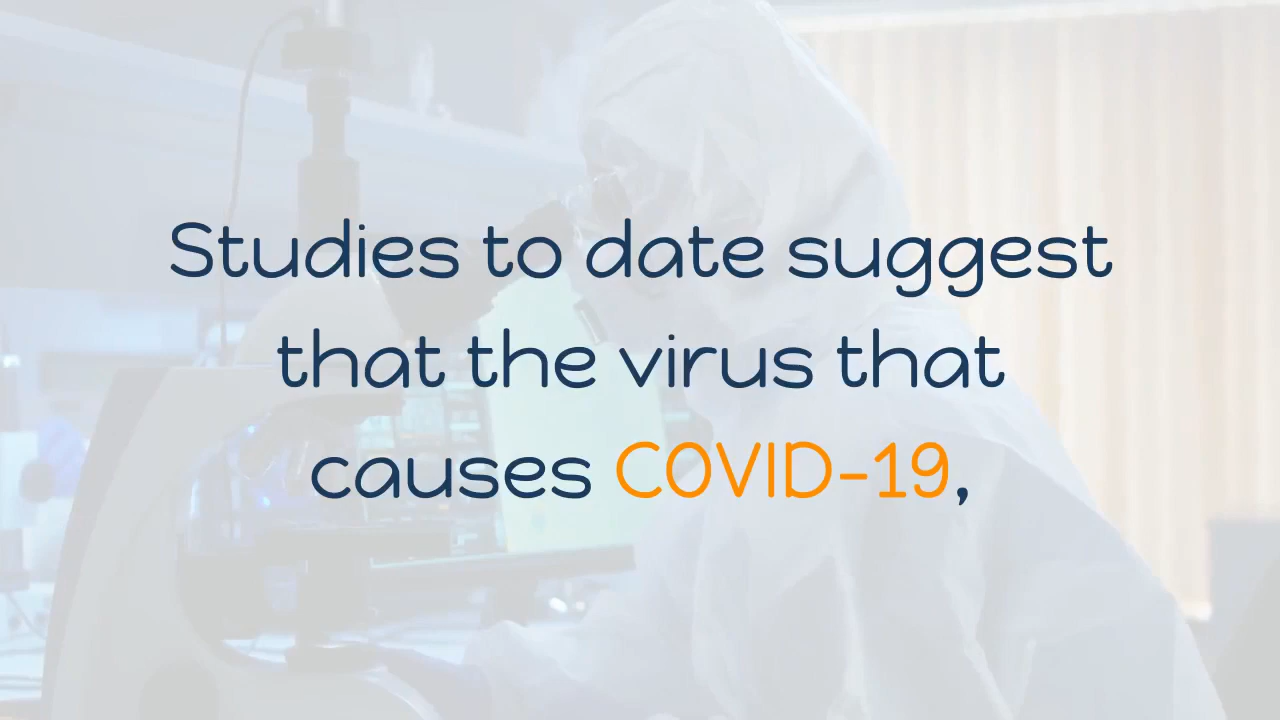 Studies to date suggest
that the virus that
causes COVID-19,